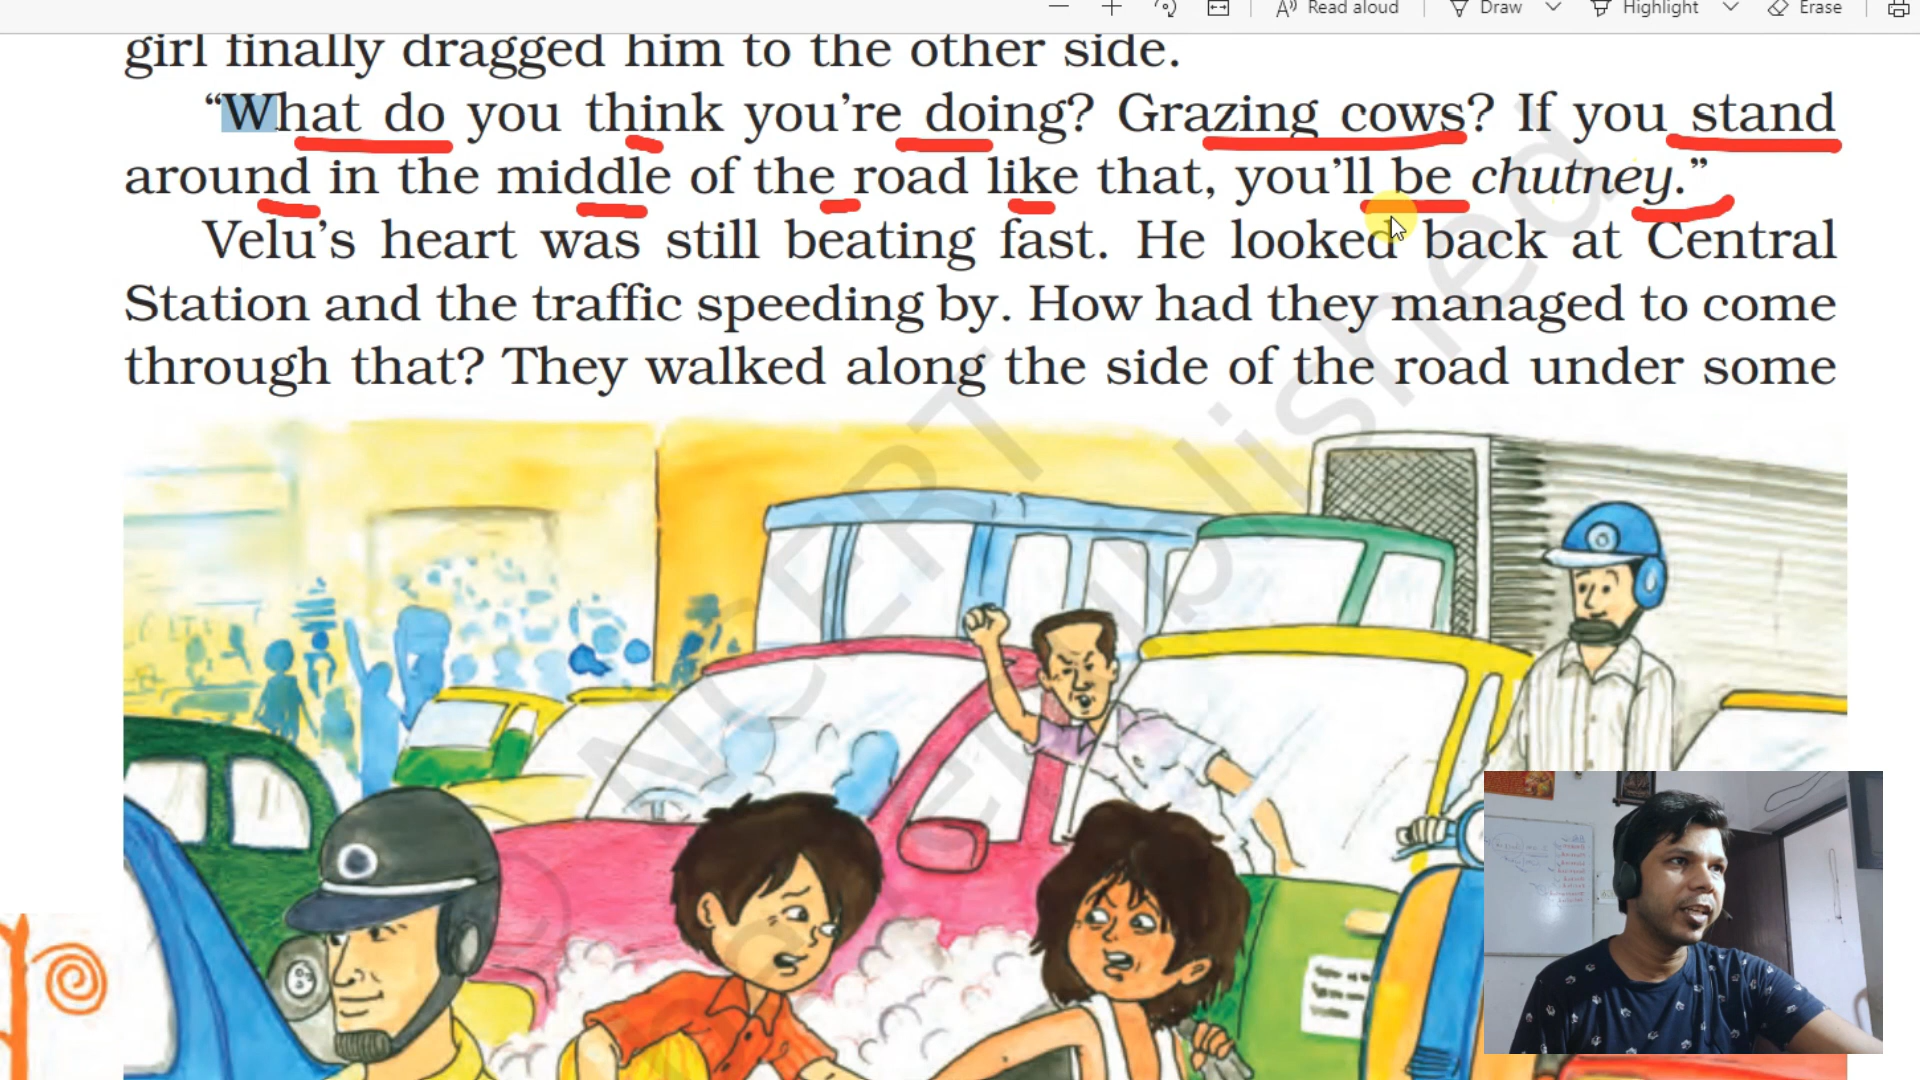 Read aloud Draw Highlight Erase
girl finally dragged him to the other side.
“What do you think you’re doing? Grazing cows? If you stand
around in the middle of the road like that, you’ll be chutney.”
Velu’s heart was still beating fast. He looked back at Central
Station and the traffic speeding by. How had they managed to come
through that? They walked along the side of the road under some
© NCERT
republished